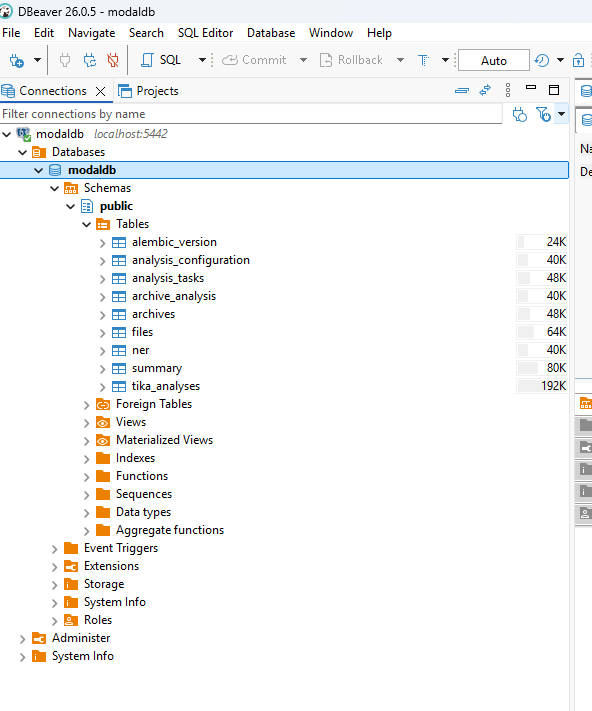 DBeaver 26.0.5 - modaldb
File Edit Navigate Search SQL Editor Database Window Help
SQL Commit Rollback T Auto
Connections Projects
Filter connections by name
modaldb localhost:5442
Databases
modaldb
Schemas
public
Tables
alembic_version 24K
analysis_configuration 40K
analysis_tasks 48K
archive_analysis 40K
archives 48K
files 64K
ner 40K
summary 80K
tika_analyses 192K
Foreign Tables
Views
Materialized Views
Indexes
Functions
Sequences
Data types
Aggregate functions
Event Triggers
Extensions
Storage
System Info
Roles
Administer
System Info
Na
De